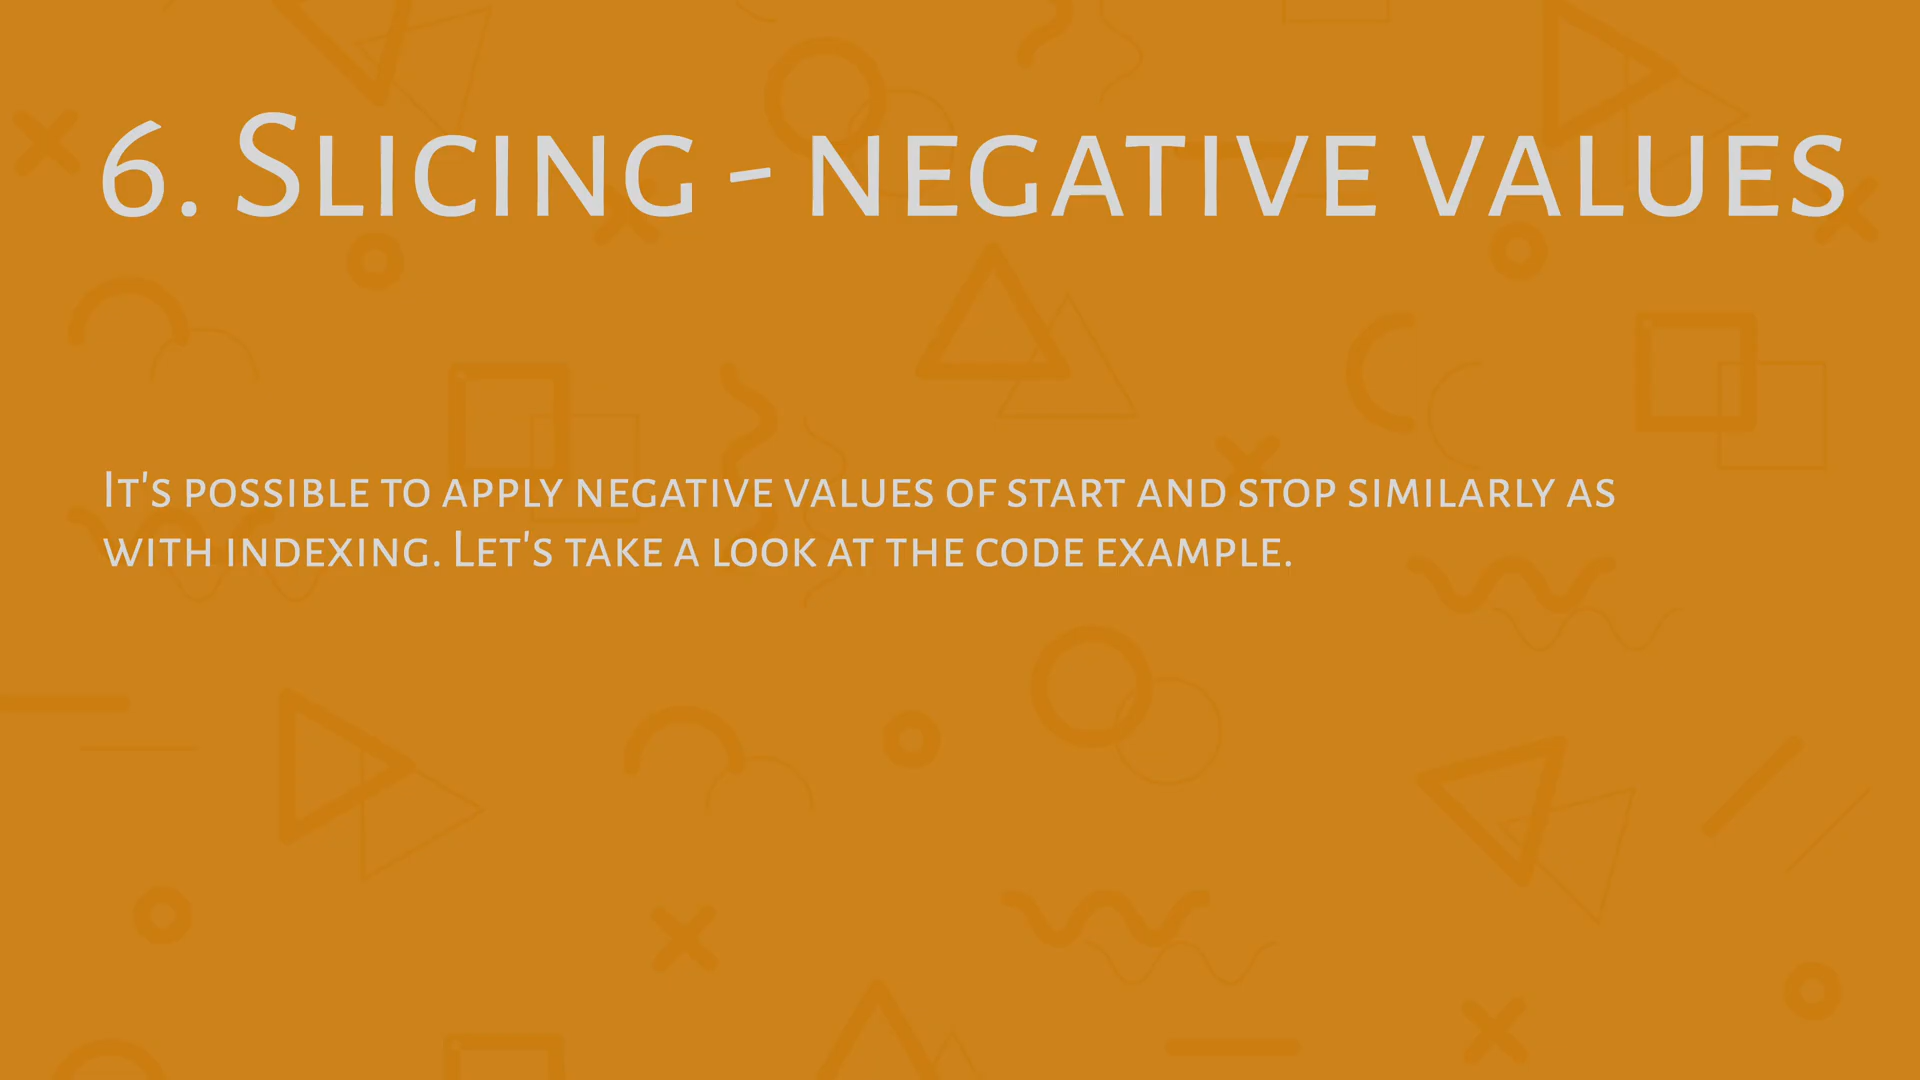 6. Slicing - negative values
It's possible to apply negative values of start and stop similarly as
with indexing. Let's take a look at the code example.